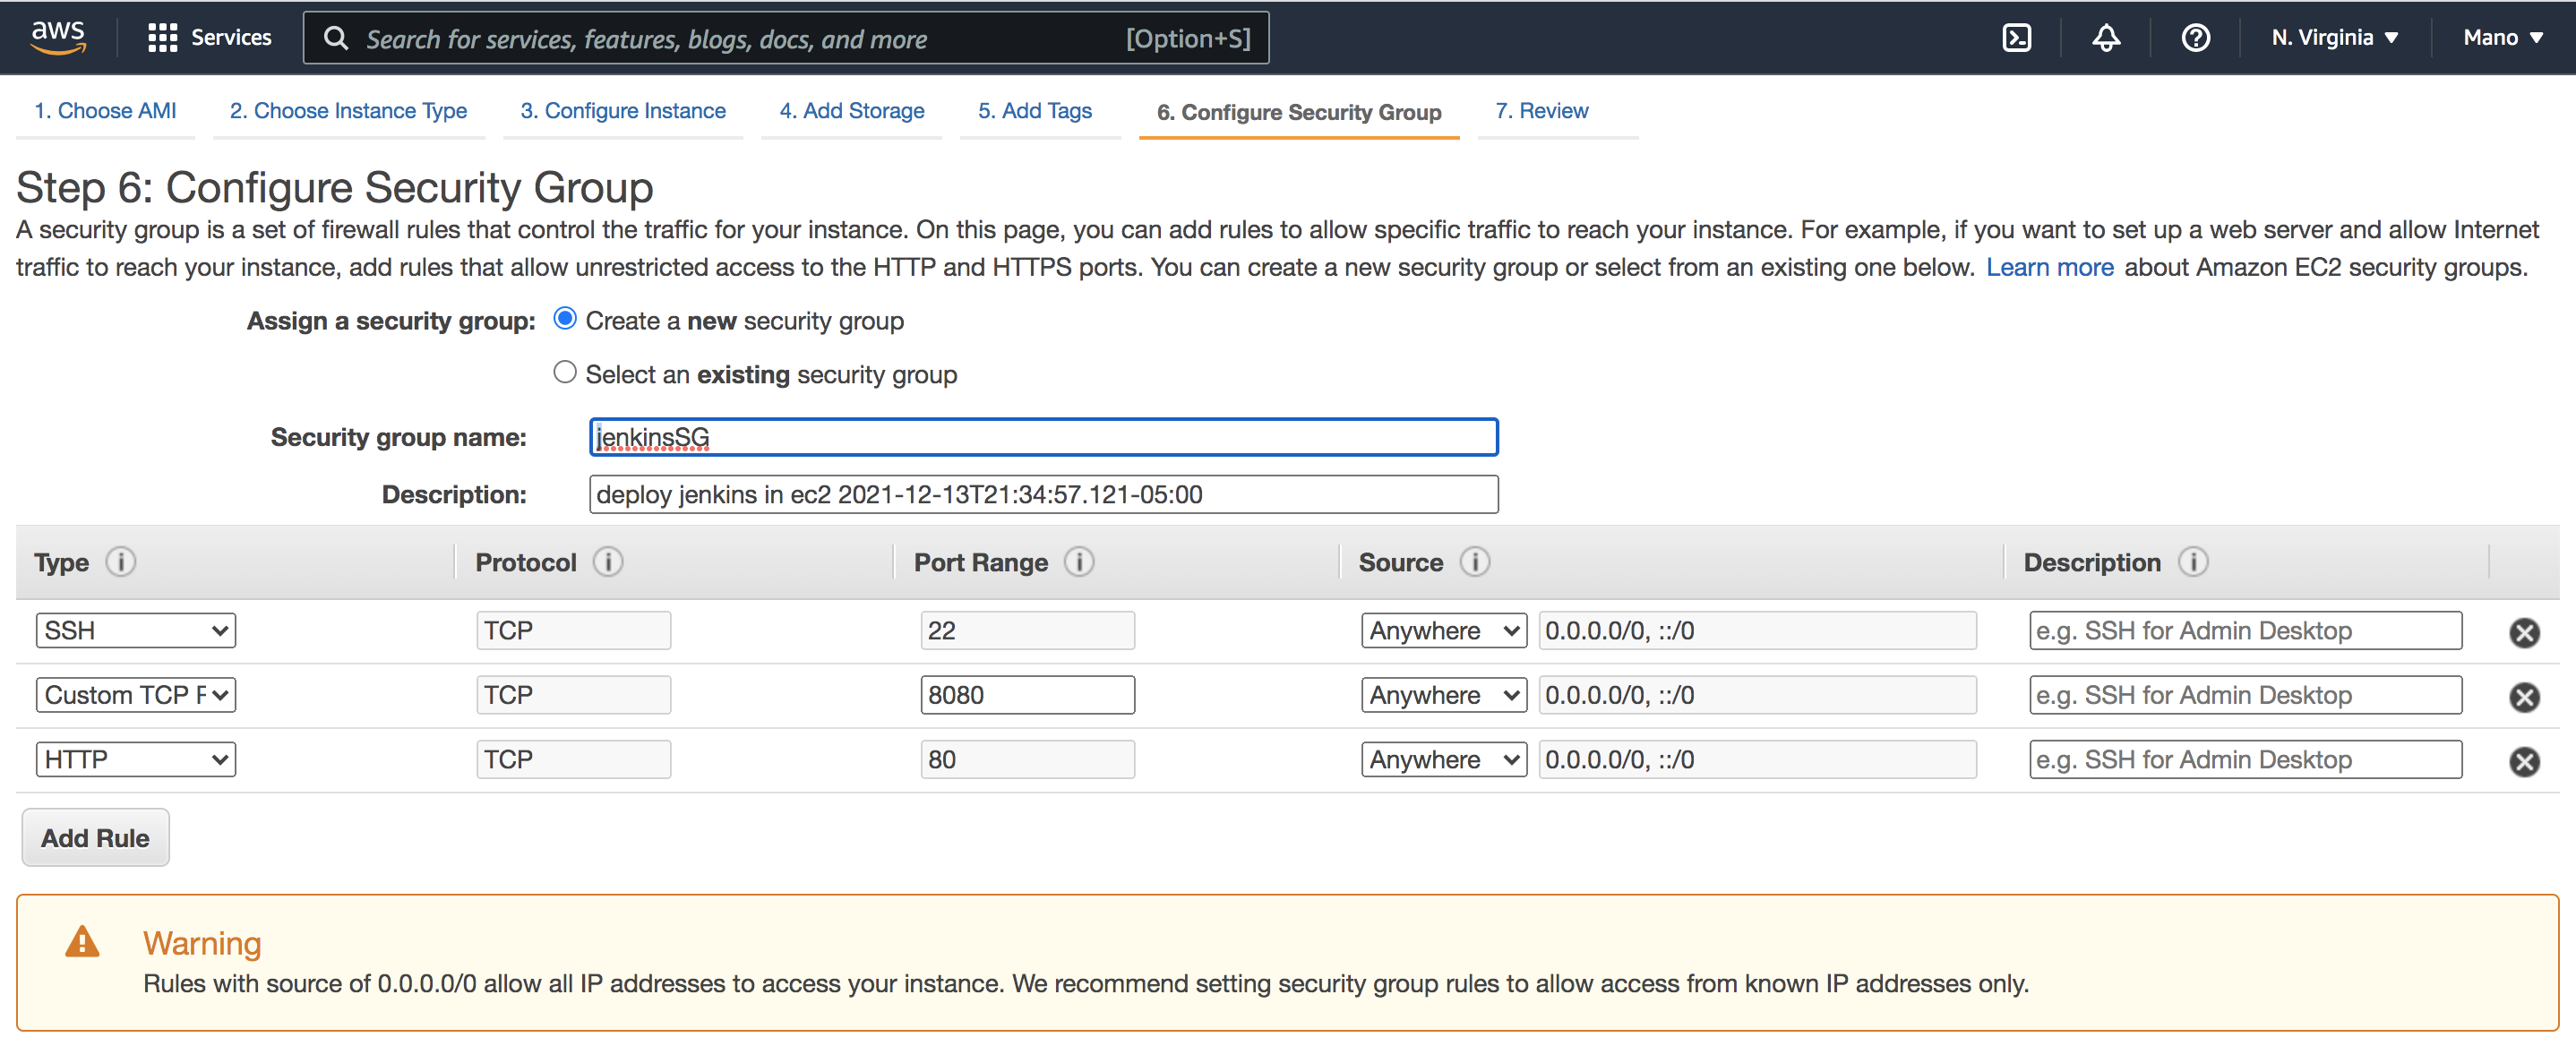 aws
Services
Search for services, features, blogs, docs, and more
[Option+S]
N. Virginia
Mano
1. Choose AMI
2. Choose Instance Type
3. Configure Instance
4. Add Storage
5. Add Tags
6. Configure Security Group
7. Review
Step 6: Configure Security Group
A security group is a set of firewall rules that control the traffic for your instance. On this page, you can add rules to allow specific traffic to reach your instance. For example, if you want to set up a web server and allow Internet
traffic to reach your instance, add rules that allow unrestricted access to the HTTP and HTTPS ports. You can create a new security group or select from an existing one below. Learn more about Amazon EC2 security groups.
Assign a security group: Create a new security group
Select an existing security group
Security group name: jenkinsSG
Description: deploy jenkins in ec2 2021-12-13T21:34:57.121-05:00
Type Protocol Port Range Source Description
SSH TCP 22 Anywhere 0.0.0.0/0, ::/0 e.g. SSH for Admin Desktop
Custom TCP F TCP 8080 Anywhere 0.0.0.0/0, ::/0 e.g. SSH for Admin Desktop
HTTP TCP 80 Anywhere 0.0.0.0/0, ::/0 e.g. SSH for Admin Desktop
Add Rule
Warning
Rules with source of 0.0.0.0/0 allow all IP addresses to access your instance. We recommend setting security group rules to allow access from known IP addresses only.